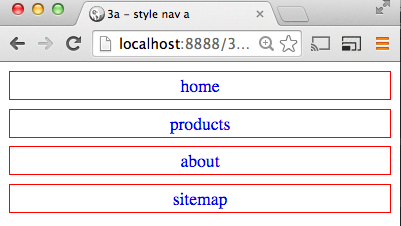 3a - style nav a
localhost:8888/3...
home
products
about
sitemap